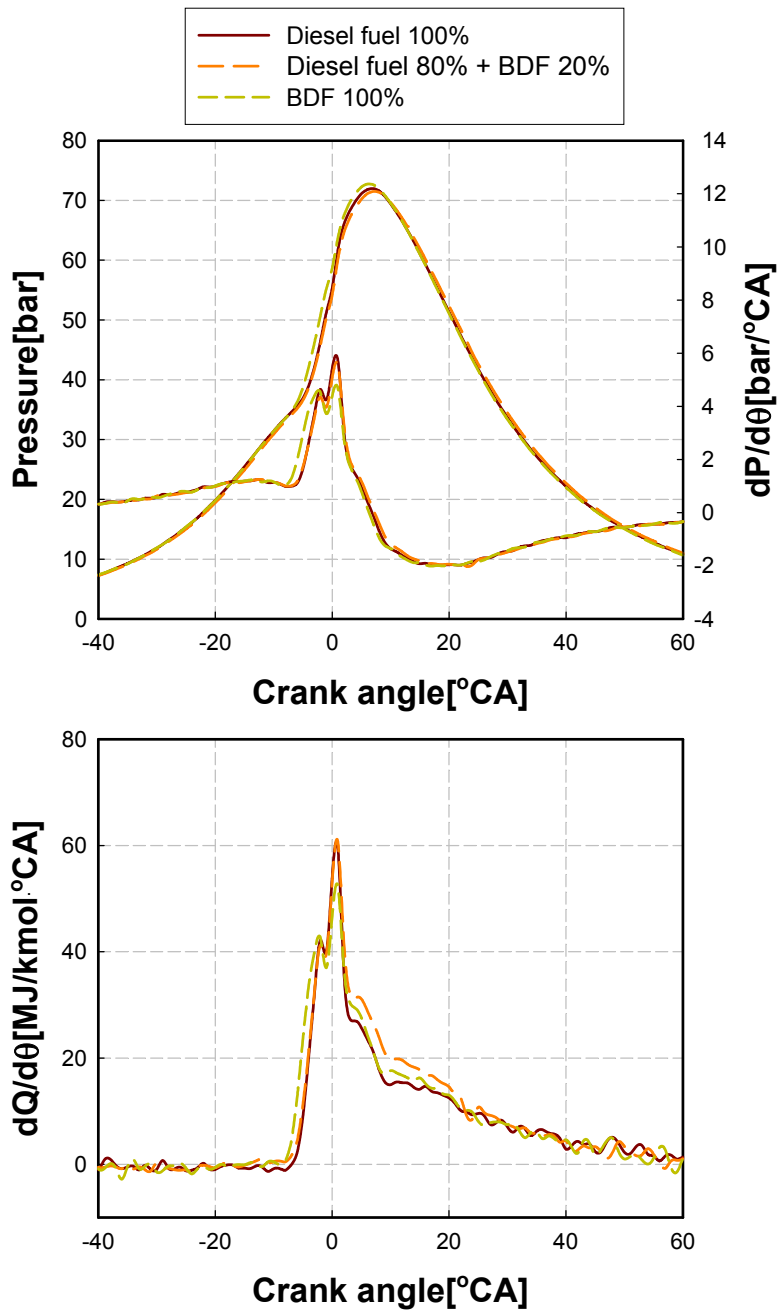 Diesel fuel 100%
Diesel fuel 80% + BDF 20%
BDF 100%
80
70
60
50
40
30
20
10
0
Pressure[bar]
14
12
10
8
6
4
2
0
-2
-4
dP/dθ[bar/°CA]
-40 -20 0 20 40 60
Crank angle[°CA]
80
60
40
20
0
dQ/dθ[MJ/kmol·°CA]
-40 -20 0 20 40 60
Crank angle[°CA]